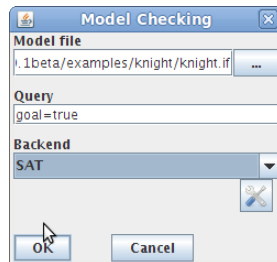 Model Checking
Model file
.1beta/examples/knight/knight.if
...
Query
goal=true
Backend
SAT
OK
Cancel